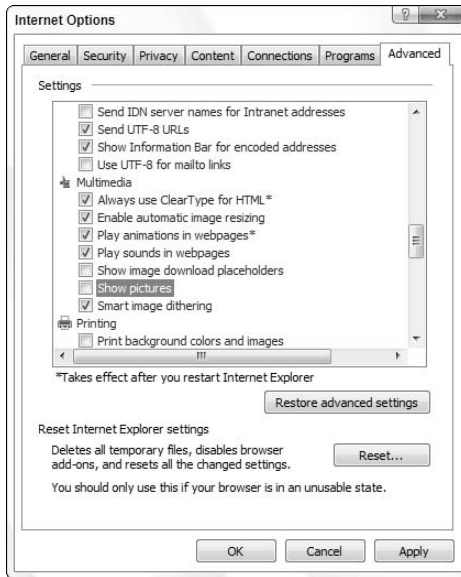 Internet Options
General Security Privacy Content Connections Programs Advanced
Settings
Send IDN server names for Intranet addresses
Send UTF-8 URLs
Show Information Bar for encoded addresses
Use UTF-8 for mailto links
Multimedia
Always use ClearType for HTML*
Enable automatic image resizing
Play animations in webpages*
Play sounds in webpages
Show image download placeholders
Show pictures
Smart image dithering
Printing
Print background colors and images
*Takes effect after you restart Internet Explorer
Restore advanced settings
Reset Internet Explorer settings
Deletes all temporary files, disables browser
add-ons, and resets all the changed settings.
Reset...
You should only use this if your browser is in an unusable state.
OK Cancel Apply